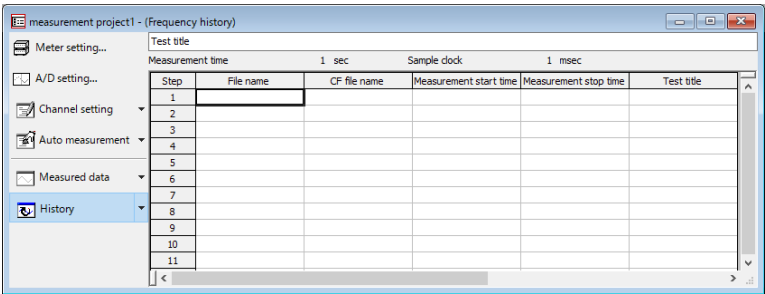 measurement project1 - (Frequency history)
Meter setting...
A/D setting...
Channel setting
Auto measurement
Measured data
History
Test title
Measurement time 1 sec Sample clock 1 msec
Step File name CF file name Measurement start time Measurement stop time Test title
1
2
3
4
5
6
7
8
9
10
11